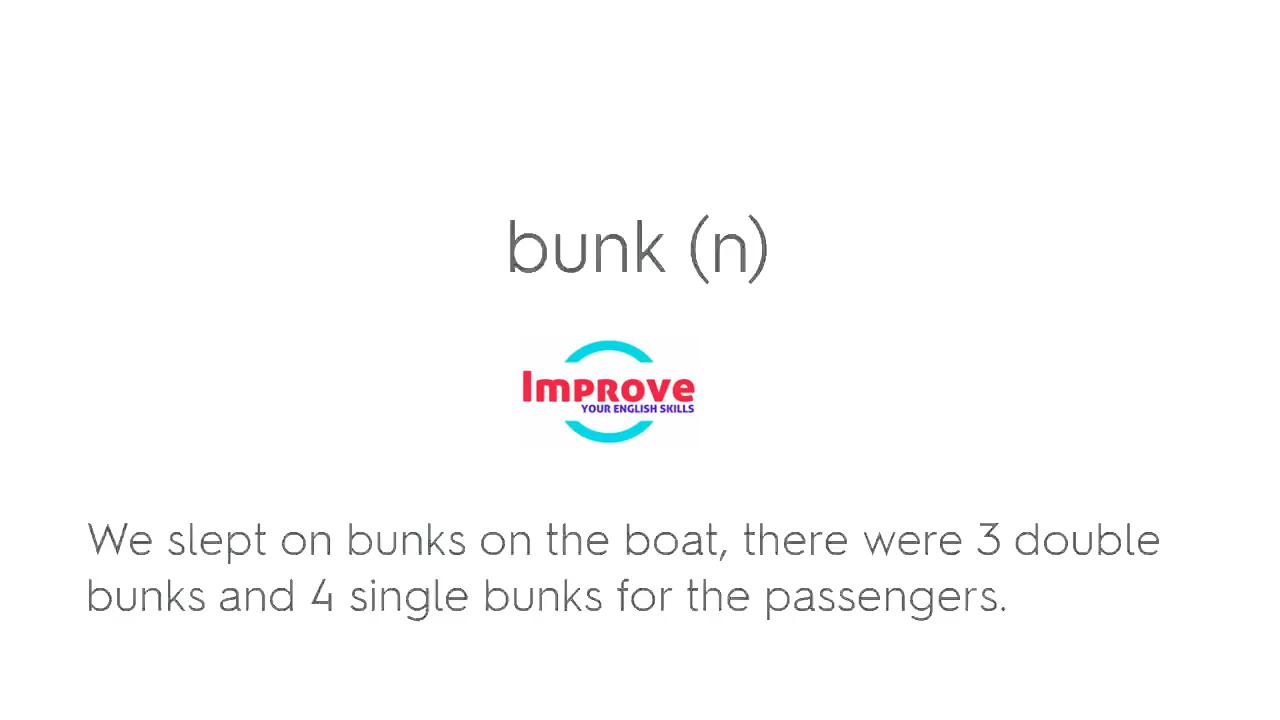 bunk (n)
Improve
YOUR ENGLISH SKILLS
We slept on bunks on the boat, there were 3 double
bunks and 4 single bunks for the passengers.